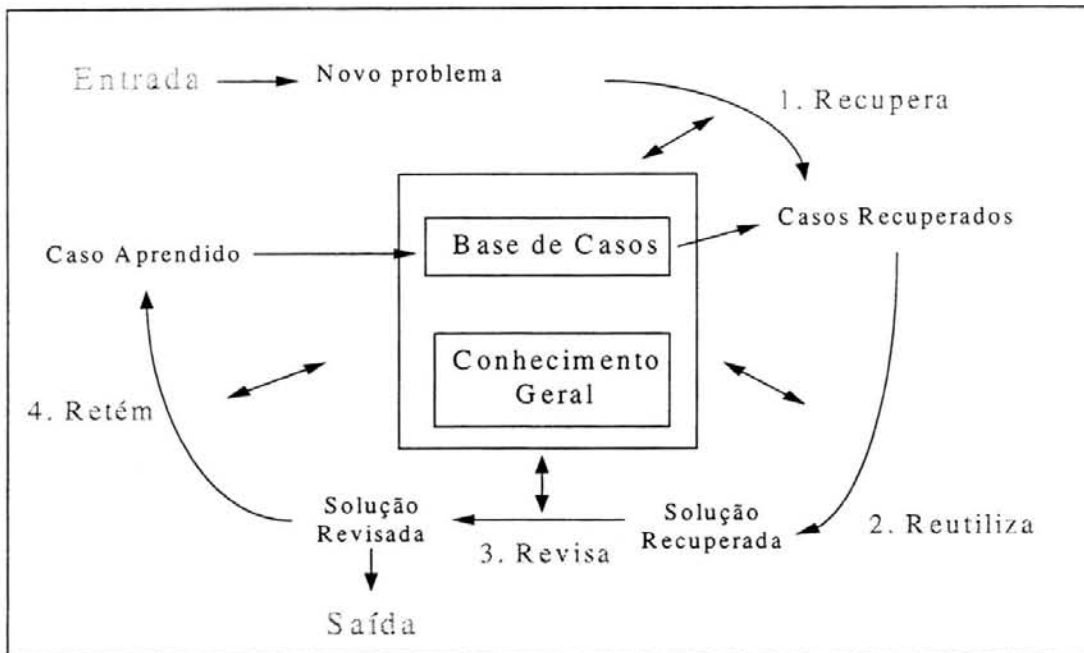 Entrada
Novo problema
1. Recupera
Casos Recuperados
Base de Casos
Caso Aprendido
Conhecimento
Geral
4. Retém
Solução
Revisada
3. Revisa
Solução
Recuperada
2. Reutiliza
Saída